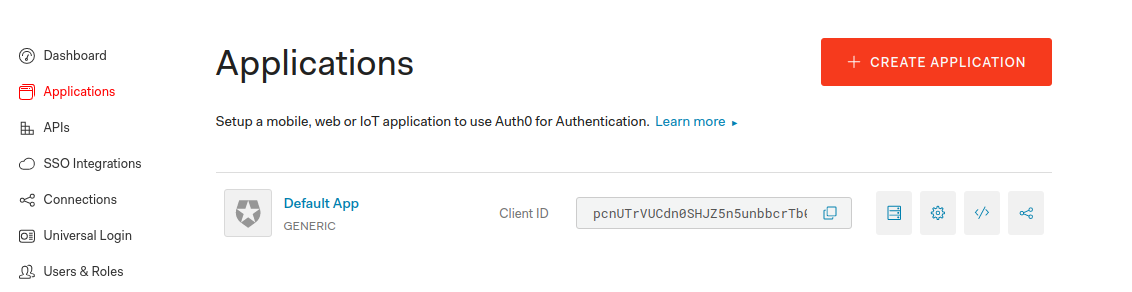 Dashboard
Applications
APIs
SSO Integrations
Connections
Universal Login
Users & Roles
Applications
+ CREATE APPLICATION
Setup a mobile, web or IoT application to use Auth0 for Authentication. Learn more ▸
Default App
GENERIC
Client ID
pcnUTrVUCdn0SHJZ5n5unbbcrTb